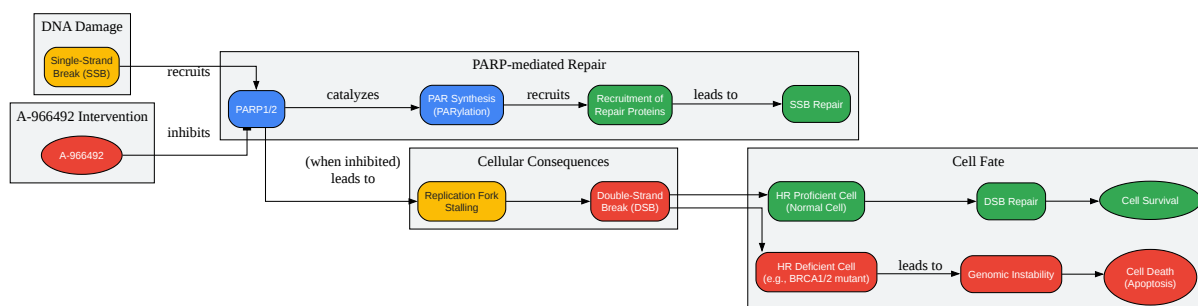 DNA Damage
Single-Strand
Break (SSB)
recruits
A-966492 Intervention
A-966492
inhibits
PARP-mediated Repair
PARP1/2
catalyzes
PAR Synthesis
(PARylation)
recruits
Recruitment of
Repair Proteins
leads to
SSB Repair
(when inhibited)
leads to
Cellular Consequences
Replication Fork
Stalling
Double-Strand
Break (DSB)
Cell Fate
HR Proficient Cell
(Normal Cell)
DSB Repair
Cell Survival
HR Deficient Cell
(e.g., BRCA1/2 mutant)
leads to
Genomic Instability
Cell Death
(Apoptosis)